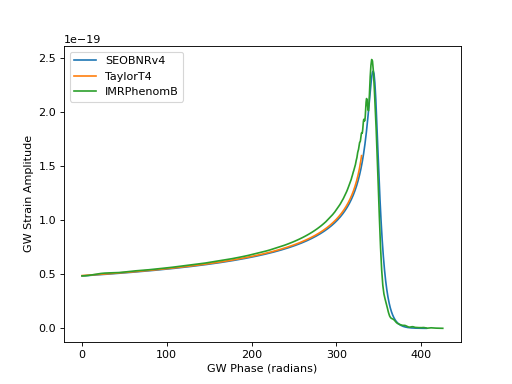 1e−19
SEOBNRv4
TaylorT4
IMRPhenomB
2.5
2.0
1.5
1.0
0.5
0.0
GW Strain Amplitude
0 100 200 300 400
GW Phase (radians)